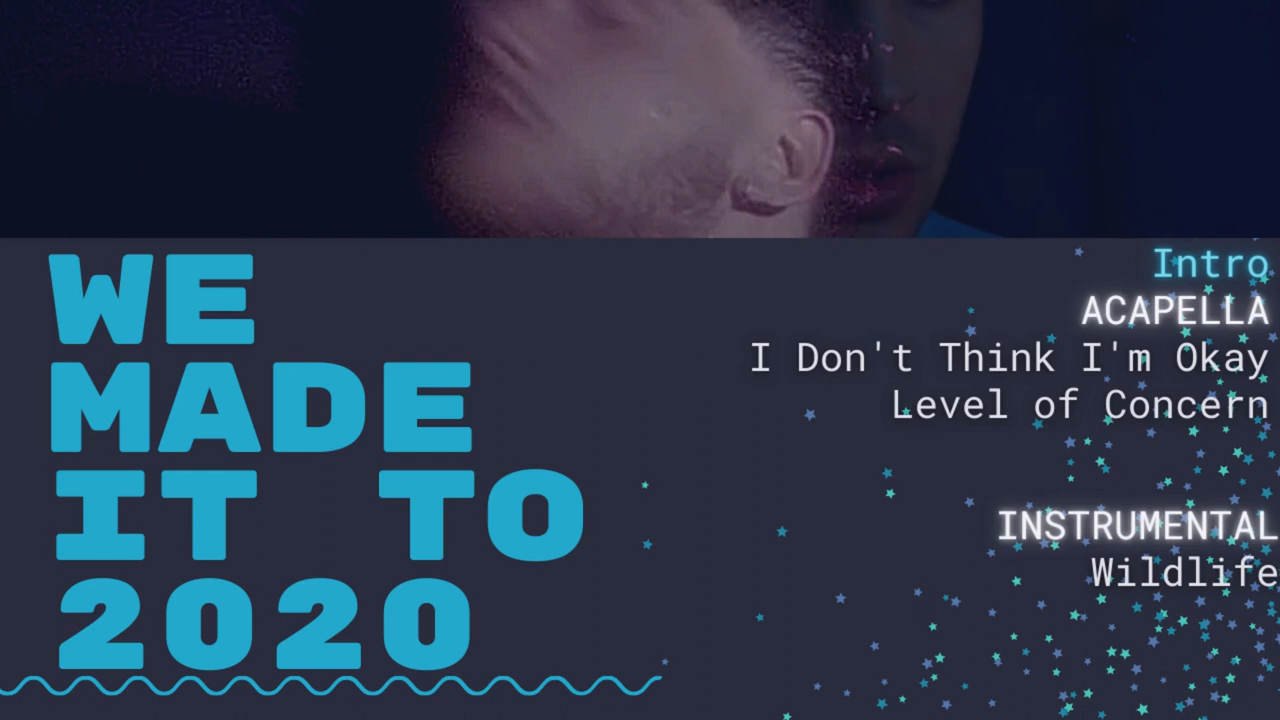 WE
MADE
IT TO
2020
Intro
ACAPELLA
I Don't Think I'm Okay
Level of Concern
INSTRUMENTAL
Wildlife